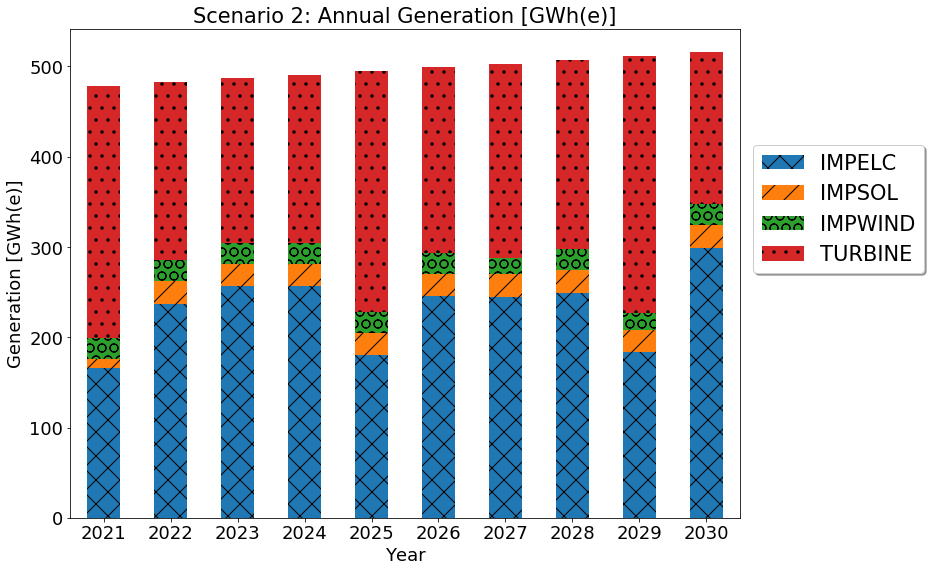 Scenario 2: Annual Generation [GWh(e)]
Generation [GWh(e)]
500
400
300
200
100
0
2021 2022 2023 2024 2025 2026 2027 2028 2029 2030
Year
IMPELC
IMPSOL
IMPWIND
TURBINE